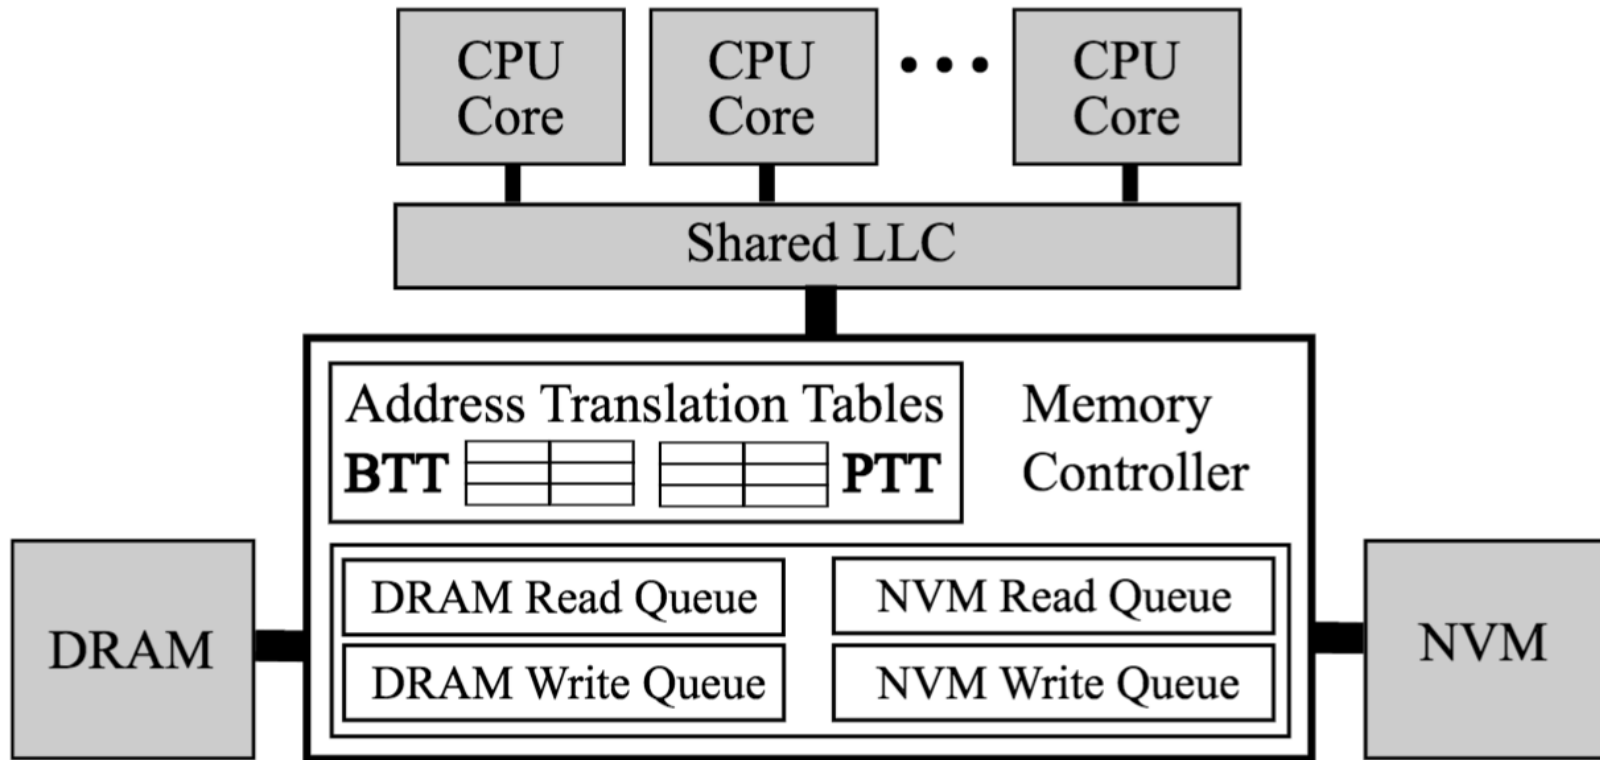 CPU
Core
CPU
Core
CPU
Core
Shared LLC
Address Translation Tables
BTT
PTT
Memory
Controller
DRAM Read Queue
NVM Read Queue
DRAM Write Queue
NVM Write Queue
DRAM
NVM